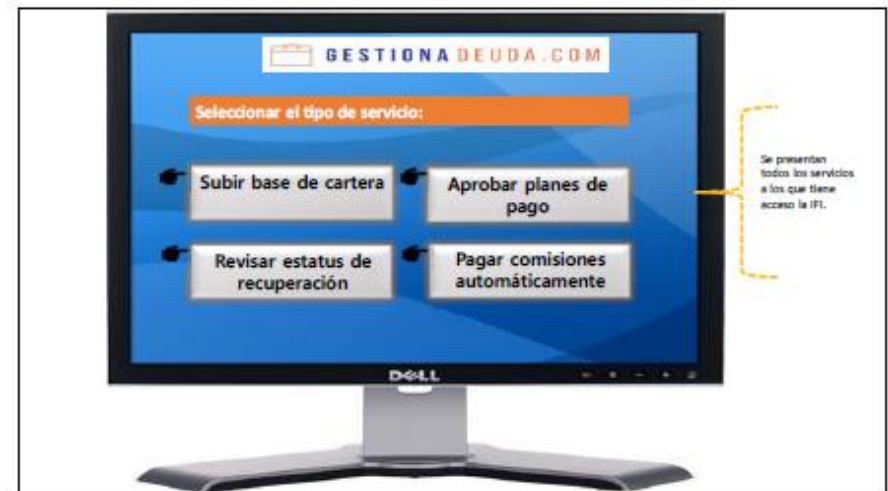 GESTIONADEUDA.COM
Seleccionar el tipo de servicio:
Subir base de cartera
Aprobar planes de
pago
Revisar estatus de
recuperación
Pagar comisiones
automáticamente
DELL
Se presentan
todos los servicios
a los que tiene
acceso la IFI.